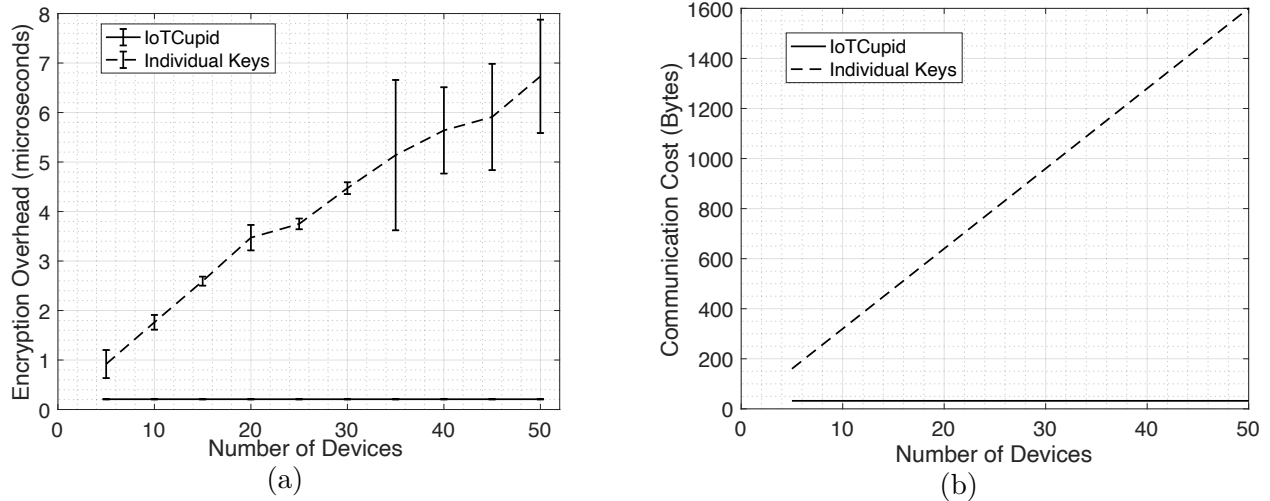 Encryption Overhead (microseconds)
8
7
6
5
4
3
2
1
0
IoTCupid
Individual Keys
0 10 20 30 40 50
Number of Devices
(a)
Communication Cost (Bytes)
1600
1400
1200
1000
800
600
400
200
0
IoTCupid
Individual Keys
0 10 20 30 40 50
Number of Devices
(b)